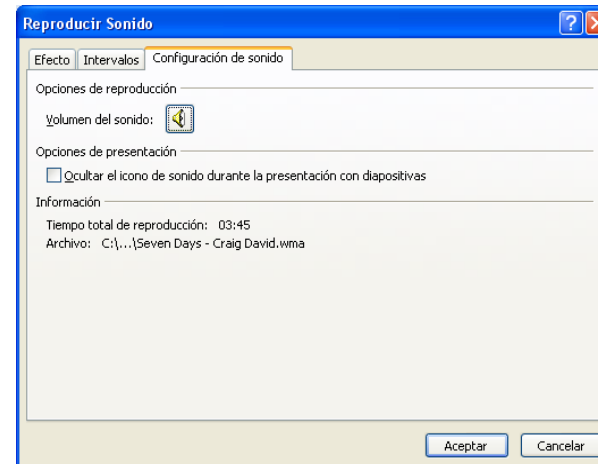 Reproducir Sonido
Efecto Intervalos Configuración de sonido
Opciones de reproducción
Volumen del sonido:
Opciones de presentación
Ocultar el icono de sonido durante la presentación con diapositivas
Información
Tiempo total de reproducción: 03:45
Archivo: C:\...\Seven Days - Craig David.wma
Aceptar Cancelar